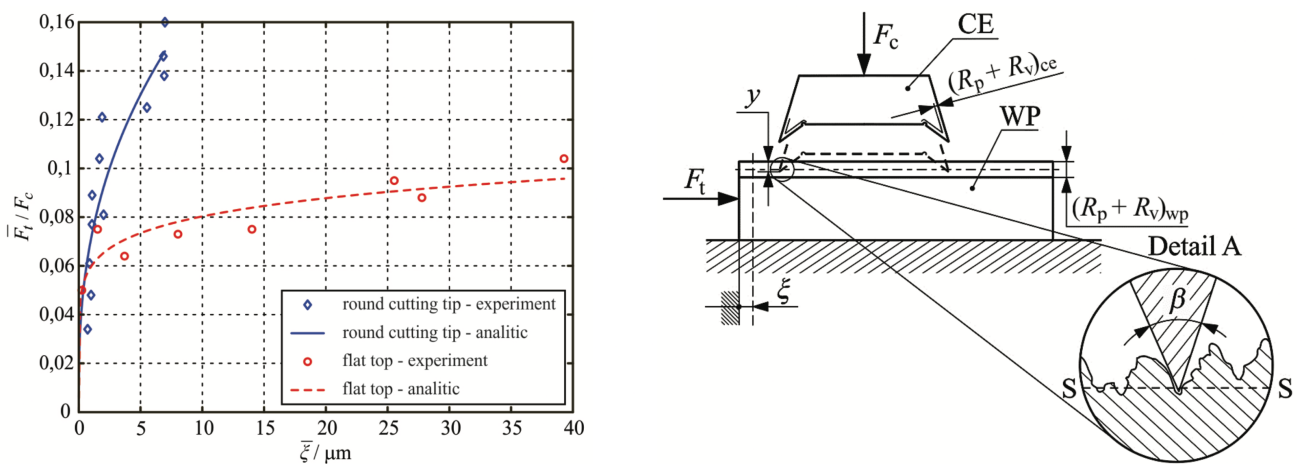 0,16
0,14
0,12
0,1
0,08
0,06
0,04
0,02
0
F̅t / Fc
0 5 10 15 20 25 30 35 40
ξ̅ / μm
round cutting tip - experiment
round cutting tip - analitic
flat top - experiment
flat top - analitic
Fc
CE
(Rp + Rv)ce
y
WP
Ft
(Rp + Rv)wp
Detail A
ξ
β
S S